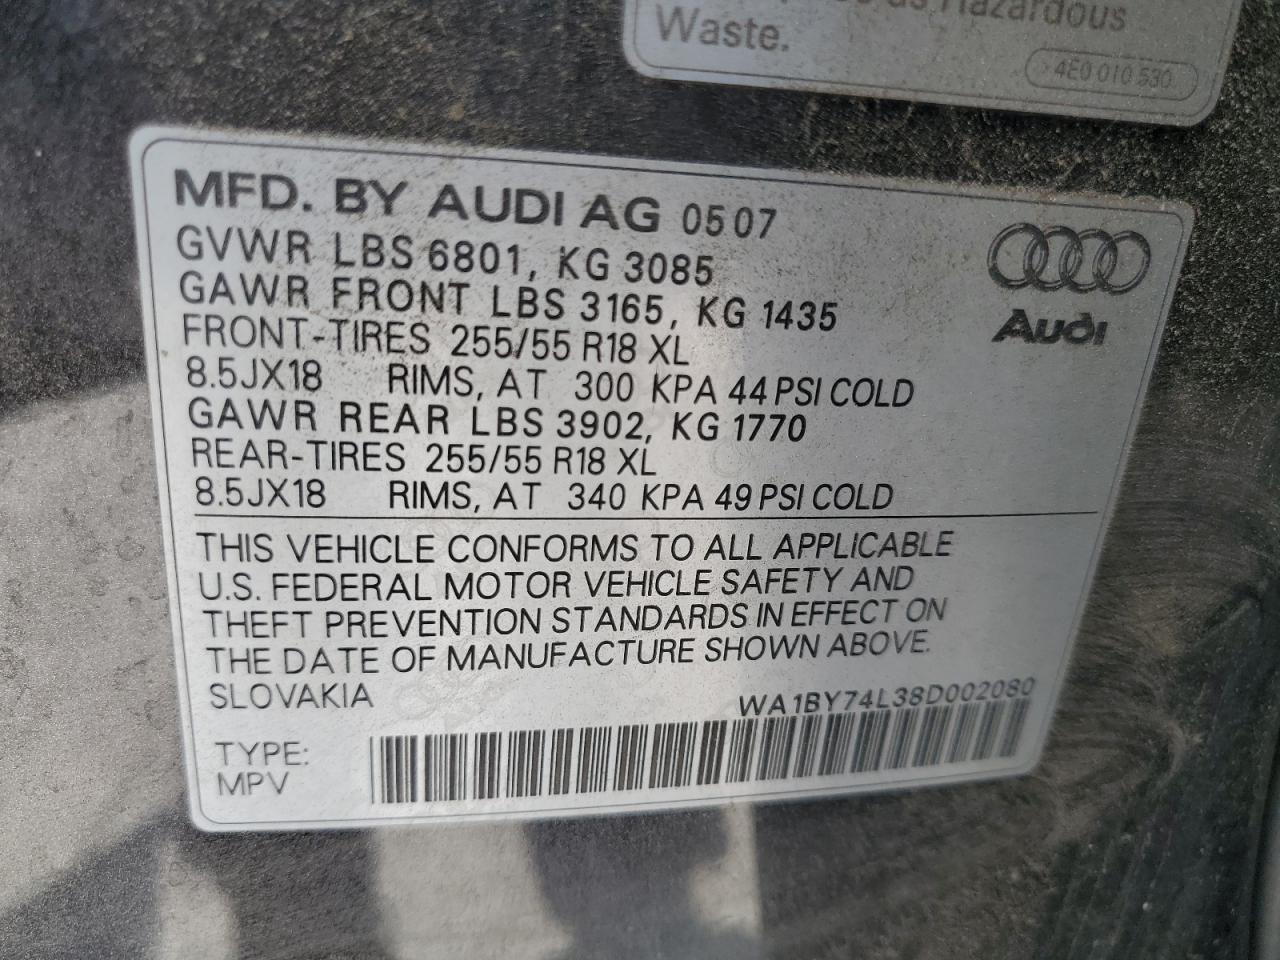 as Hazardous
Waste.
4E0 010 530
MFD. BY AUDI AG 05 07
GVWR LBS 6801, KG 3085
GAWR FRONT LBS 3165, KG 1435
FRONT-TIRES 255/55 R18 XL
8.5JX18 RIMS, AT 300 KPA 44 PSI COLD
GAWR REAR LBS 3902, KG 1770
REAR-TIRES 255/55 R18 XL
8.5JX18 RIMS, AT 340 KPA 49 PSI COLD
Audi
THIS VEHICLE CONFORMS TO ALL APPLICABLE
U.S. FEDERAL MOTOR VEHICLE SAFETY AND
THEFT PREVENTION STANDARDS IN EFFECT ON
THE DATE OF MANUFACTURE SHOWN ABOVE.
SLOVAKIA
WA1BY74L38D002080
TYPE:
MPV